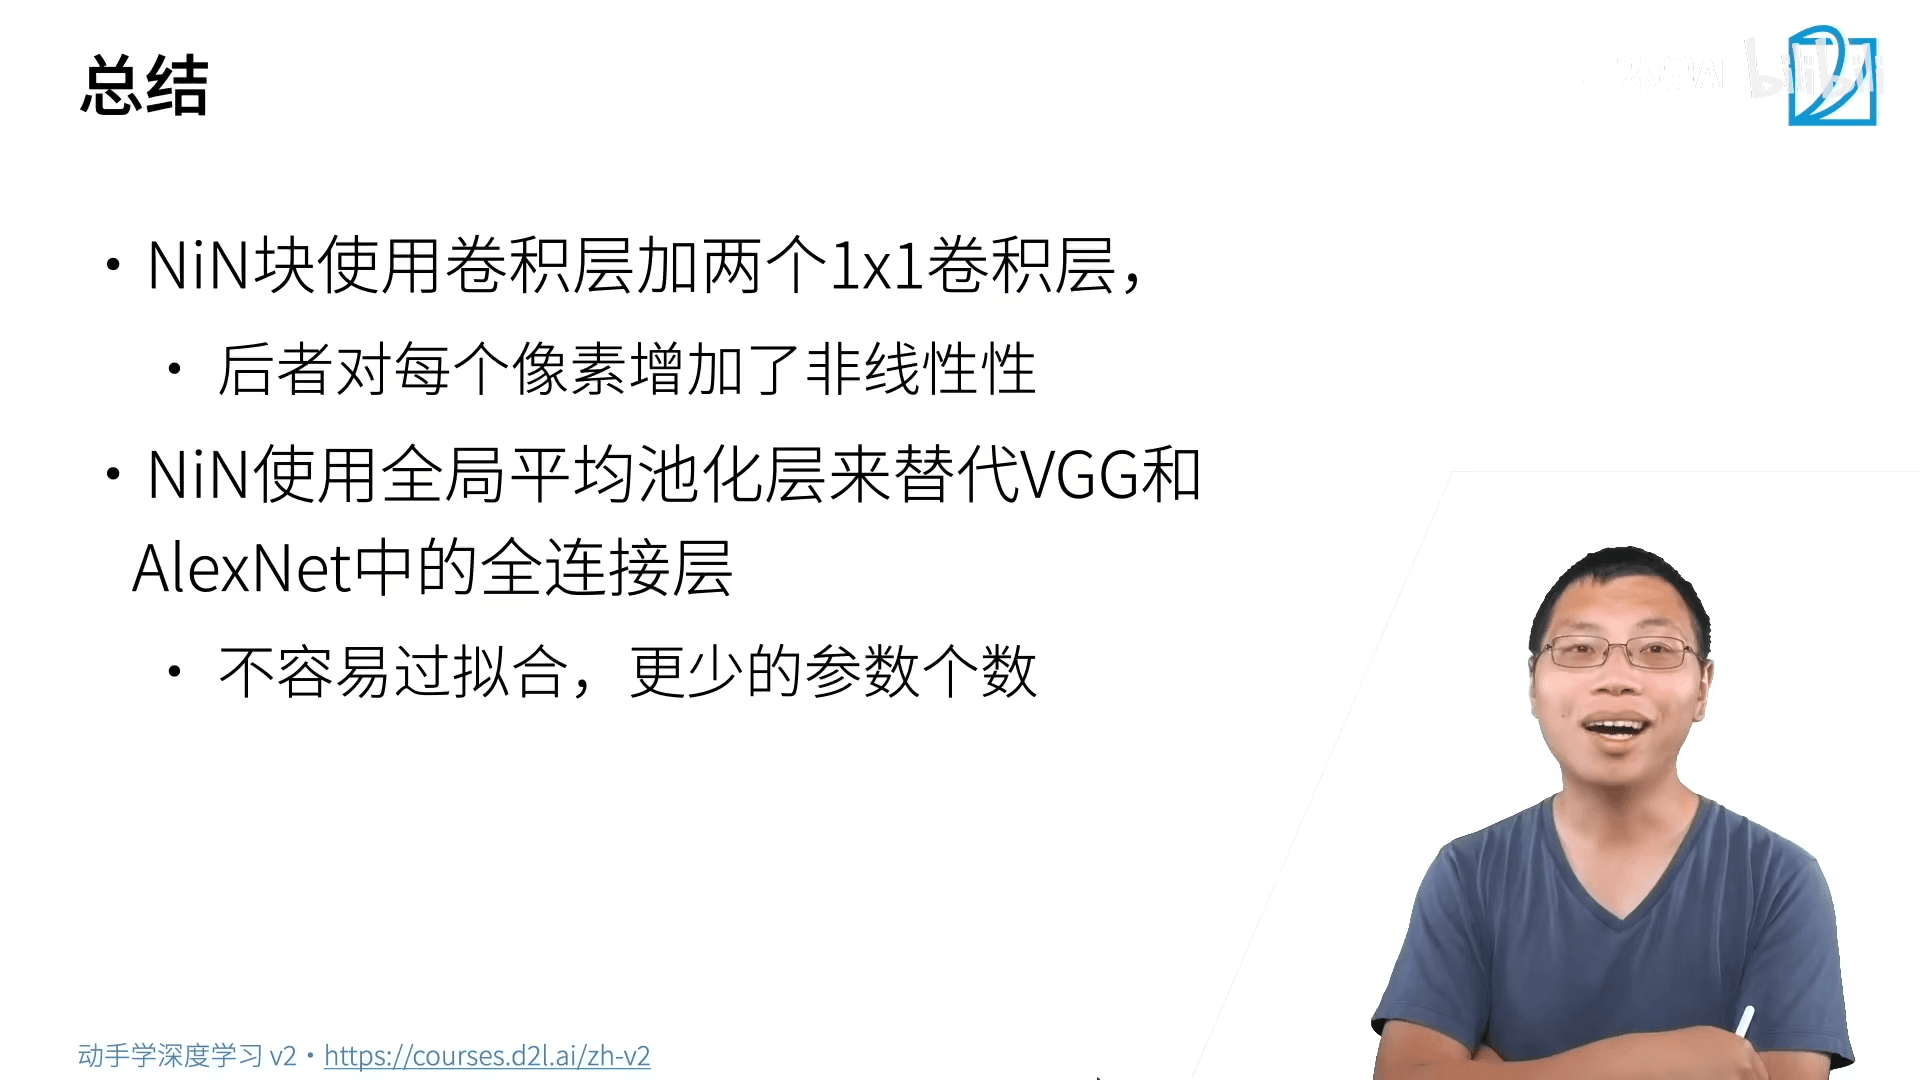 总结
NiN块使用卷积层加两个1x1卷积层，
后者对每个像素增加了非线性性
NiN使用全局平均池化层来替代VGG和
AlexNet中的全连接层
不容易过拟合，更少的参数个数
动手学深度学习 v2 • https://courses.d2l.ai/zh-v2
bilibili